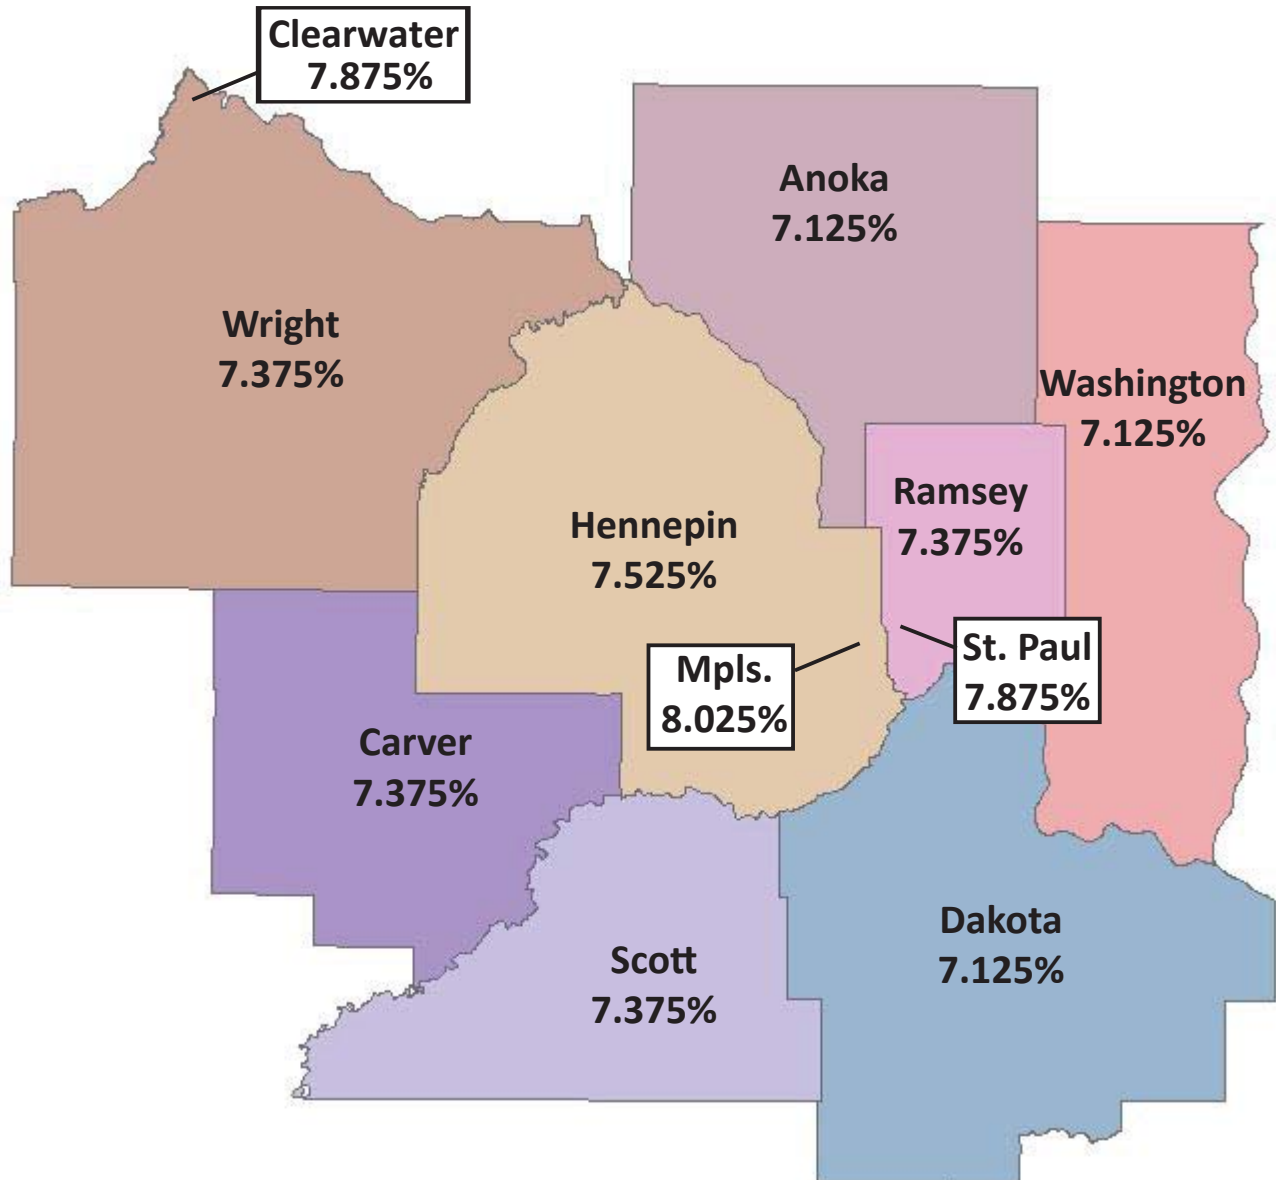 Clearwater
7.875%
Anoka
7.125%
Wright
7.375%
Washington
7.125%
Ramsey
7.375%
Hennepin
7.525%
St. Paul
7.875%
Mpls.
8.025%
Carver
7.375%
Dakota
7.125%
Scott
7.375%